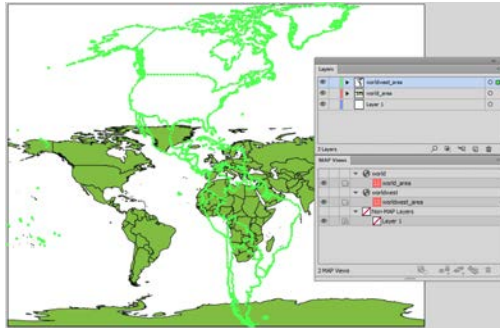 Layers
worldwest_area
world_area
Layer 1
3 Layers
MAP Views
world
world_area
worldwest
worldwest_area
Non-MAP Layers
Layer 1
2 MAP Views